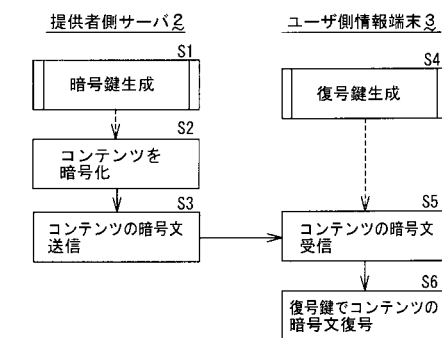 提供者側サーバ2
ユーザ側情報端末3
S1
暗号鍵生成
S4
復号鍵生成
S2
コンテンツを
暗号化
S3
コンテンツの暗号文
送信
S5
コンテンツの暗号文
受信
S6
復号鍵でコンテンツの
暗号文復号